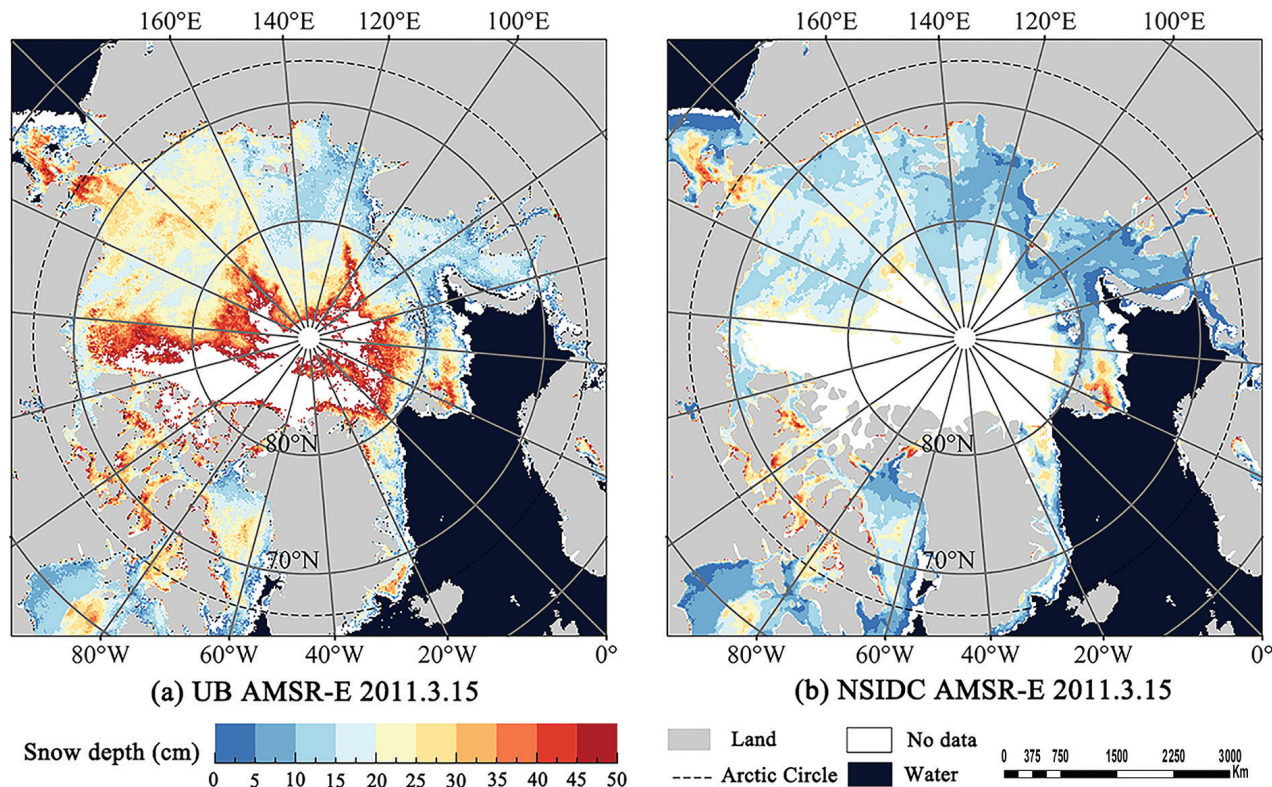 160°E 140°E 120°E 100°E 160°E 140°E 120°E 100°E
80°N 80°N
70°N 70°N
80°W 60°W 40°W 20°W 0° 80°W 60°W 40°W 20°W 0°
(a) UB AMSR-E 2011.3.15 (b) NSIDC AMSR-E 2011.3.15
Snow depth (cm)
0 5 10 15 20 25 30 35 40 45 50
Land No data
Arctic Circle Water
0 375 750 1500 2250 3000
Km